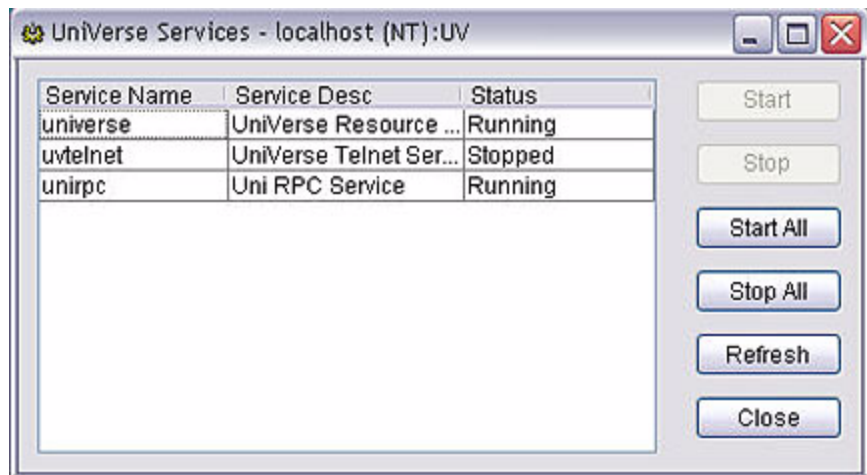 UniVerse Services - localhost (NT):UV
Service Name Service Desc Status
universe UniVerse Resource ... Running
uvtelnet UniVerse Telnet Ser... Stopped
unirpc Uni RPC Service Running
Start
Stop
Start All
Stop All
Refresh
Close